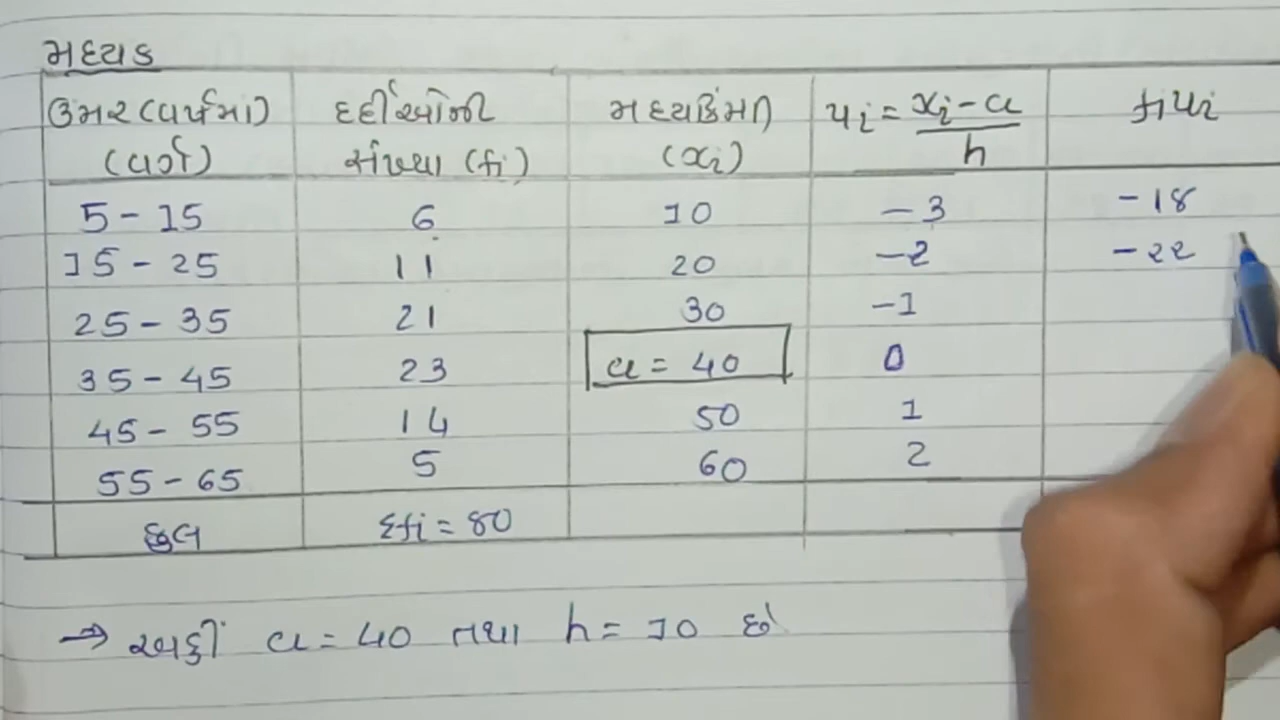 મધ્યક
ઉંમર (વર્ષમાં) દર્દીઓની મધ્યકિંમત uᵢ = xᵢ - a / h fᵢuᵢ
(વર્ગ) સંખ્યા (fi) (xᵢ)
5 - 15 6 10 - 3 - 18
15 - 25 11 20 - 2 - 22
25 - 35 21 30 - 1
35 - 45 23 a = 40 0
45 - 55 14 50 1
55 - 65 5 60 2
કુલ Σfi = 80
→ અહીં a = 40 તથા h = 10 છે